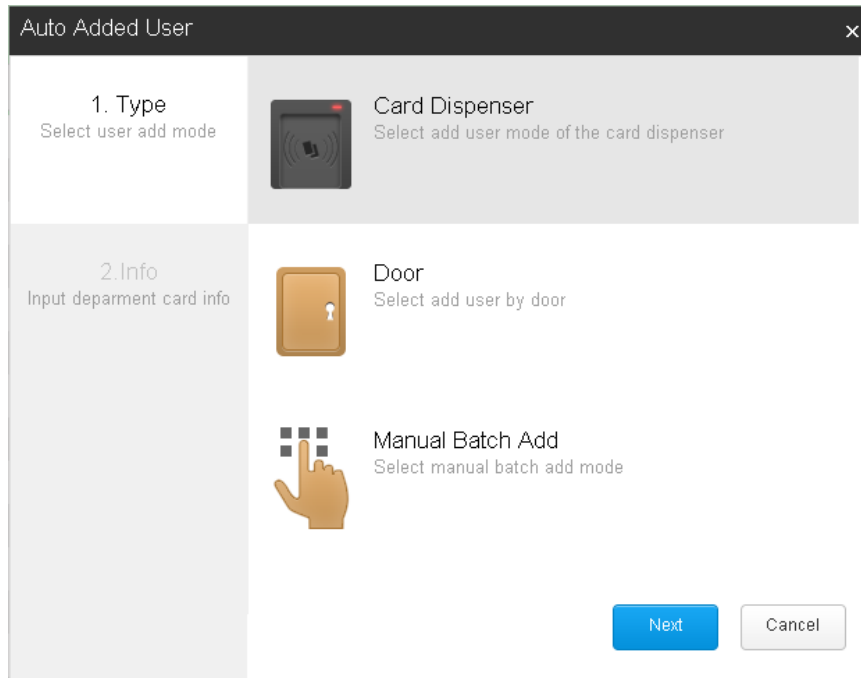 Auto Added User
1. Type
Select user add mode
Card Dispenser
Select add user mode of the card dispenser
2.Info
Input deparment card info
Door
Select add user by door
Manual Batch Add
Select manual batch add mode
Next
Cancel